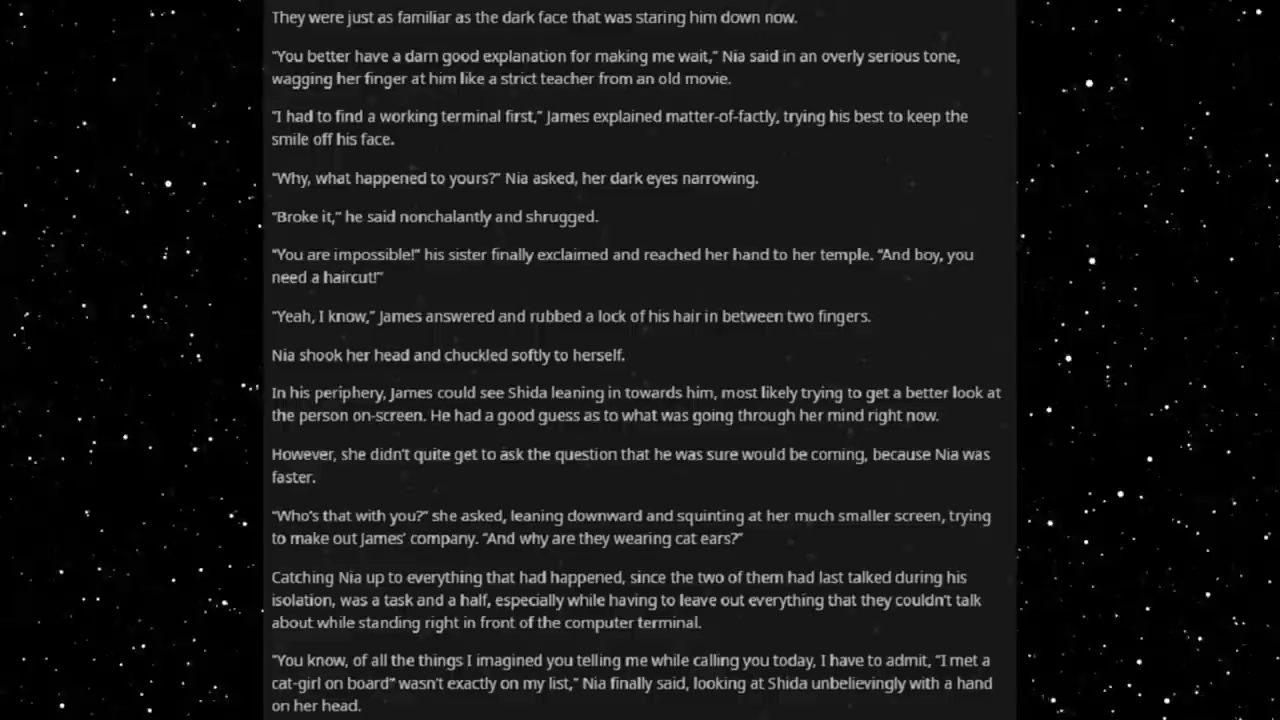 They were just as familiar as the dark face that was staring him down now.
“You better have a darn good explanation for making me wait,” Nia said in an overly serious tone,
wagging her finger at him like a strict teacher from an old movie.
“I had to find a working terminal first,” James explained matter-of-factly, trying his best to keep the
smile off his face.
“Why, what happened to yours?” Nia asked, her dark eyes narrowing.
“Broke it,” he said nonchalantly and shrugged.
“You are impossible!” his sister finally exclaimed and reached her hand to her temple. “And boy, you
need a haircut!”
“Yeah, I know,” James answered and rubbed a lock of his hair in between two fingers.
Nia shook her head and chuckled softly to herself.
In his periphery, James could see Shida leaning in towards him, most likely trying to get a better look at
the person on-screen. He had a good guess as to what was going through her mind right now.
However, she didn’t quite get to ask the question that he was sure would be coming, because Nia was
faster.
“Who’s that with you?” she asked, leaning downward and squinting at her much smaller screen, trying
to make out James’ company. “And why are they wearing cat ears?”
Catching Nia up to everything that had happened, since the two of them had last talked during his
isolation, was a task and a half, especially while having to leave out everything that they couldn’t talk
about while standing right in front of the computer terminal.
“You know, of all the things I imagined you telling me while calling you today, I have to admit, “I met a
cat-girl on board” wasn’t exactly on my list,” Nia finally said, looking at Shida unbelievingly with a hand
on her head.